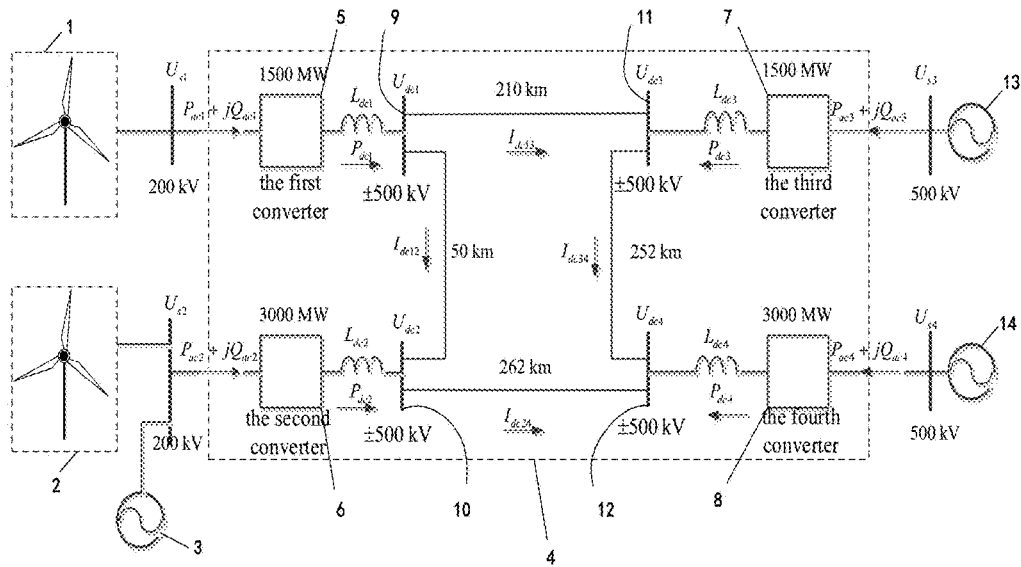 1
5
9
11
7
U_s1
1500 MW
L_dc1
U_dc1
210 km
U_dc3
L_dc3
1500 MW
U_s3
13
P_ac1 + jQ_ac1
P_ac3 + jQ_ac3
P_dc1
P_dc3
200 kV
the first
converter
±500 kV
±500 kV
the third
converter
500 kV
I_dc12
50 km
I_dc34
252 km
U_s2
3000 MW
L_dc2
U_dc2
U_dc4
L_dc4
3000 MW
U_s4
14
P_ac2 + jQ_ac2
262 km
P_ac4 + jQ_ac4
P_dc2
P_dc4
200 kV
the second
converter
±500 kV
I_dc24
±500 kV
the fourth
converter
500 kV
2
6
10
12
8
3
4